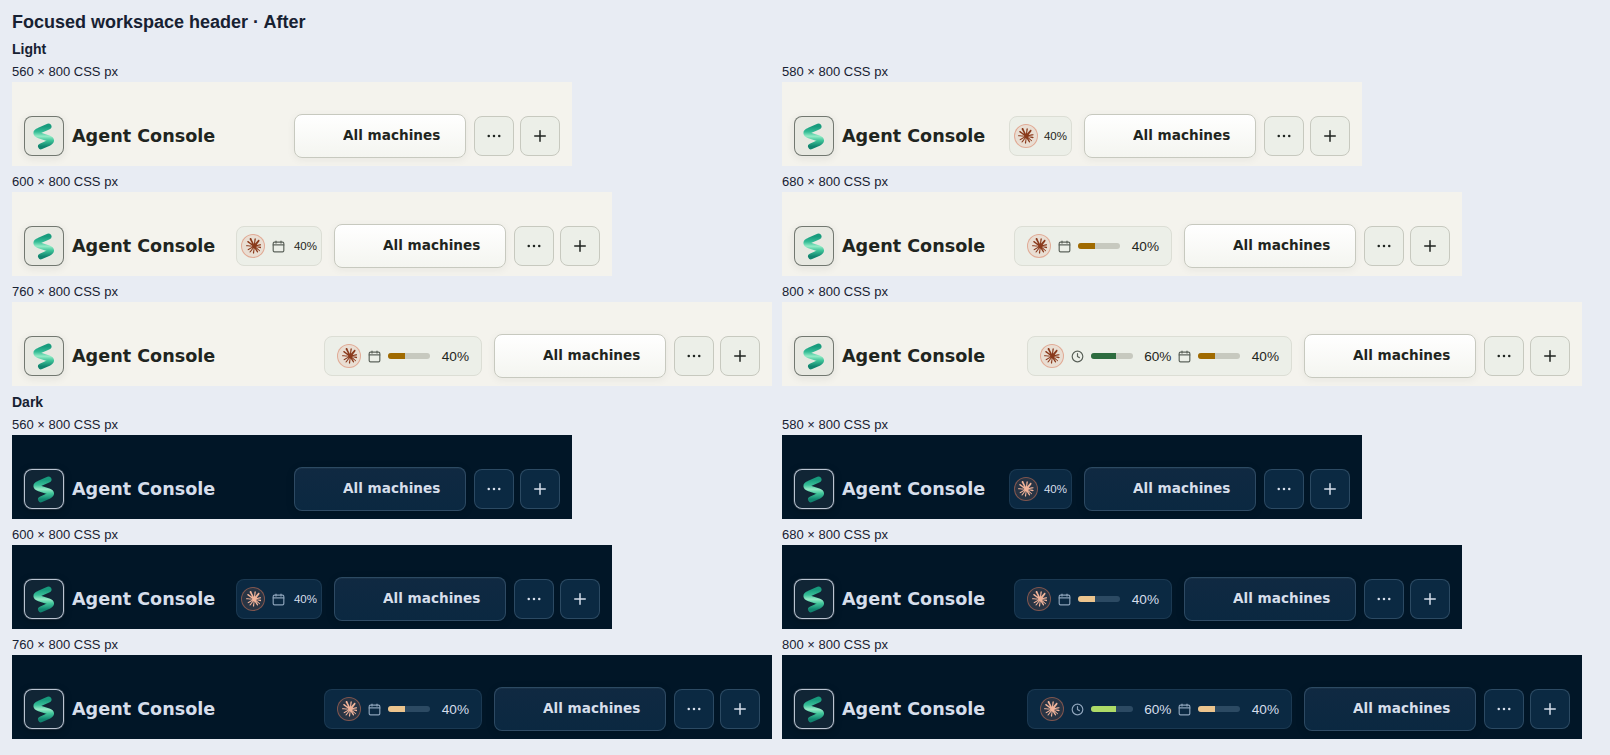 Focused workspace header · After
Light
560 × 800 CSS px
580 × 800 CSS px
Agent Console All machines ··· +
Agent Console 40% All machines ··· +
600 × 800 CSS px
680 × 800 CSS px
Agent Console 40% All machines ··· +
Agent Console 40% All machines ··· +
760 × 800 CSS px
800 × 800 CSS px
Agent Console 40% All machines ··· +
Agent Console 60% 40% All machines ··· +
Dark
560 × 800 CSS px
580 × 800 CSS px
Agent Console All machines ··· +
Agent Console 40% All machines ··· +
600 × 800 CSS px
680 × 800 CSS px
Agent Console 40% All machines ··· +
Agent Console 40% All machines ··· +
760 × 800 CSS px
800 × 800 CSS px
Agent Console 40% All machines ··· +
Agent Console 60% 40% All machines ··· +